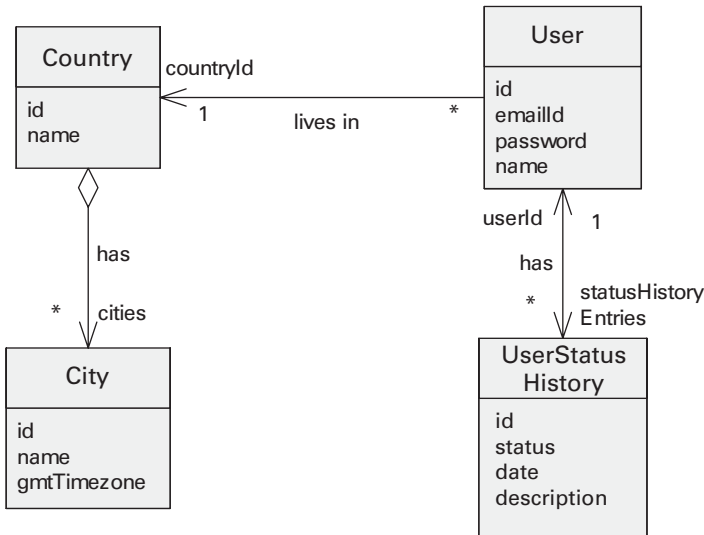 Country
id
name
countryId
1
lives in
*
User
id
emailId
password
name
userId
1
has
*
statusHistory
Entries
has
*
cities
City
id
name
gmtTimezone
UserStatus
History
id
status
date
description